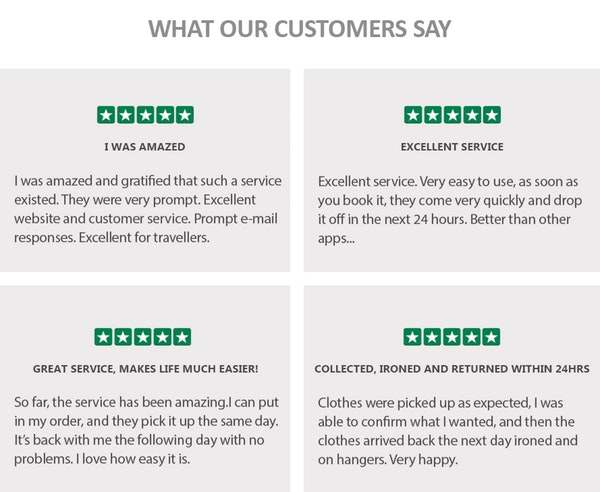 WHAT OUR CUSTOMERS SAY
I WAS AMAZED
I was amazed and gratified that such a service
existed. They were very prompt. Excellent
website and customer service. Prompt e-mail
responses. Excellent for travellers.
EXCELLENT SERVICE
Excellent service. Very easy to use, as soon as
you book it, they come very quickly and drop
it off in the next 24 hours. Better than other
apps...
GREAT SERVICE, MAKES LIFE MUCH EASIER!
So far, the service has been amazing.I can put
in my order, and they pick it up the same day.
It’s back with me the following day with no
problems. I love how easy it is.
COLLECTED, IRONED AND RETURNED WITHIN 24HRS
Clothes were picked up as expected, I was
able to confirm what I wanted, and then the
clothes arrived back the next day ironed and
on hangers. Very happy.